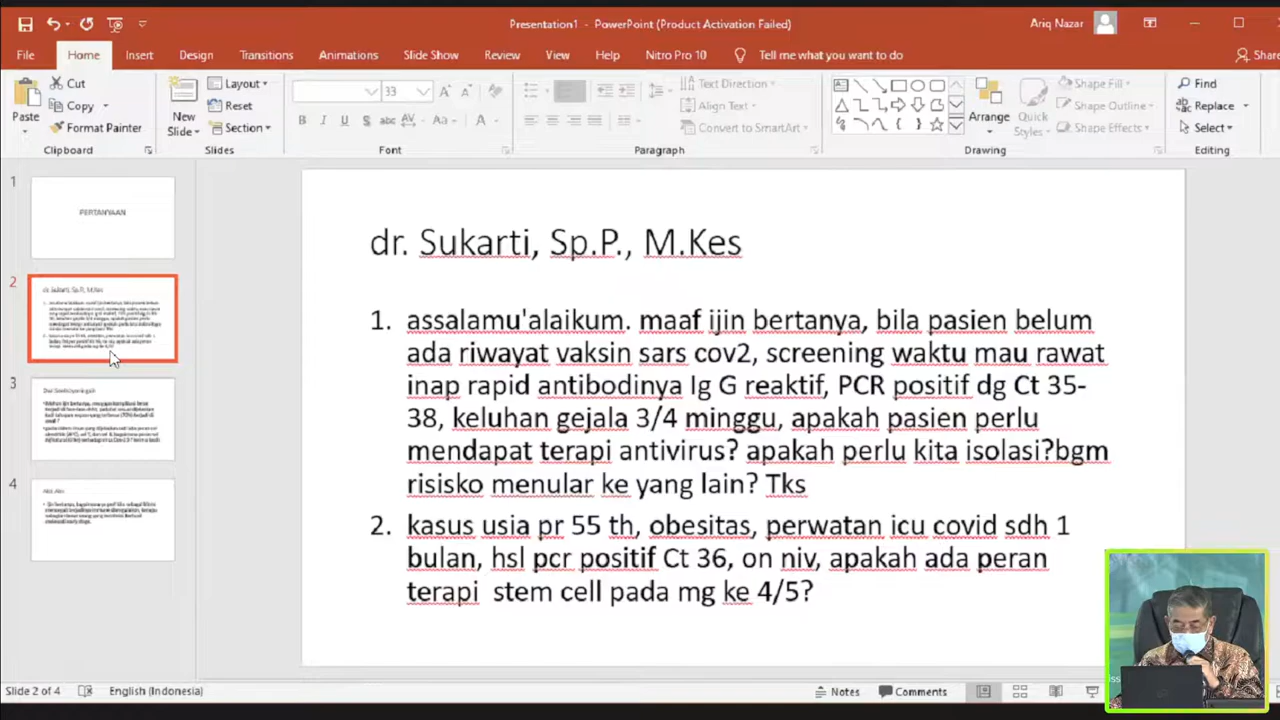 Presentation1 - PowerPoint (Product Activation Failed)
Ariq Nazar
File Home Insert Design Transitions Animations Slide Show Review View Help Nitro Pro 10 Tell me what you want to do Share
Cut
Copy
Format Painter
Paste
Clipboard
New Slide
Layout
Reset
Section
Slides
33
Font
Text Direction
Align Text
Convert to SmartArt
Paragraph
Arrange
Quick Styles
Shape Fill
Shape Outline
Shape Effects
Drawing
Find
Replace
Select
Editing
1
PERTANYAAN
2
dr. Sukarti, Sp.P., M.Kes
3
4
dr. Sukarti, Sp.P., M.Kes
1. assalamu'alaikum. maaf ijin bertanya, bila pasien belum
ada riwayat vaksin sars cov2, screening waktu mau rawat
inap rapid antibodinya Ig G reaktif, PCR positif dg Ct 35-
38, keluhan gejala 3/4 minggu, apakah pasien perlu
mendapat terapi antivirus? apakah perlu kita isolasi?bgm
risisko menular ke yang lain? Tks
2. kasus usia pr 55 th, obesitas, perwatan icu covid sdh 1
bulan, hsl pcr positif Ct 36, on niv, apakah ada peran
terapi stem cell pada mg ke 4/5?
Slide 2 of 4
English (Indonesia)
Notes
Comments